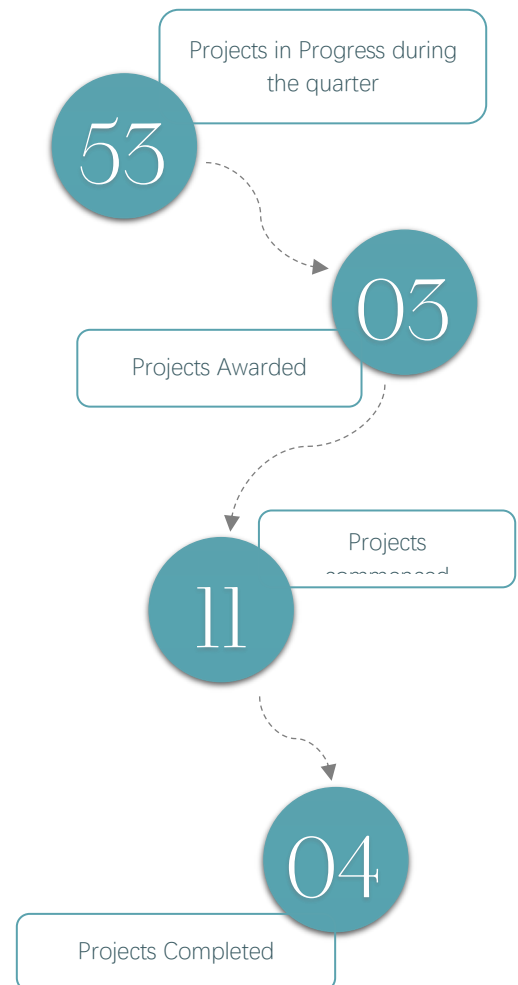 Projects in Progress during
the quarter
53
03
Projects Awarded
Projects
11
04
Projects Completed